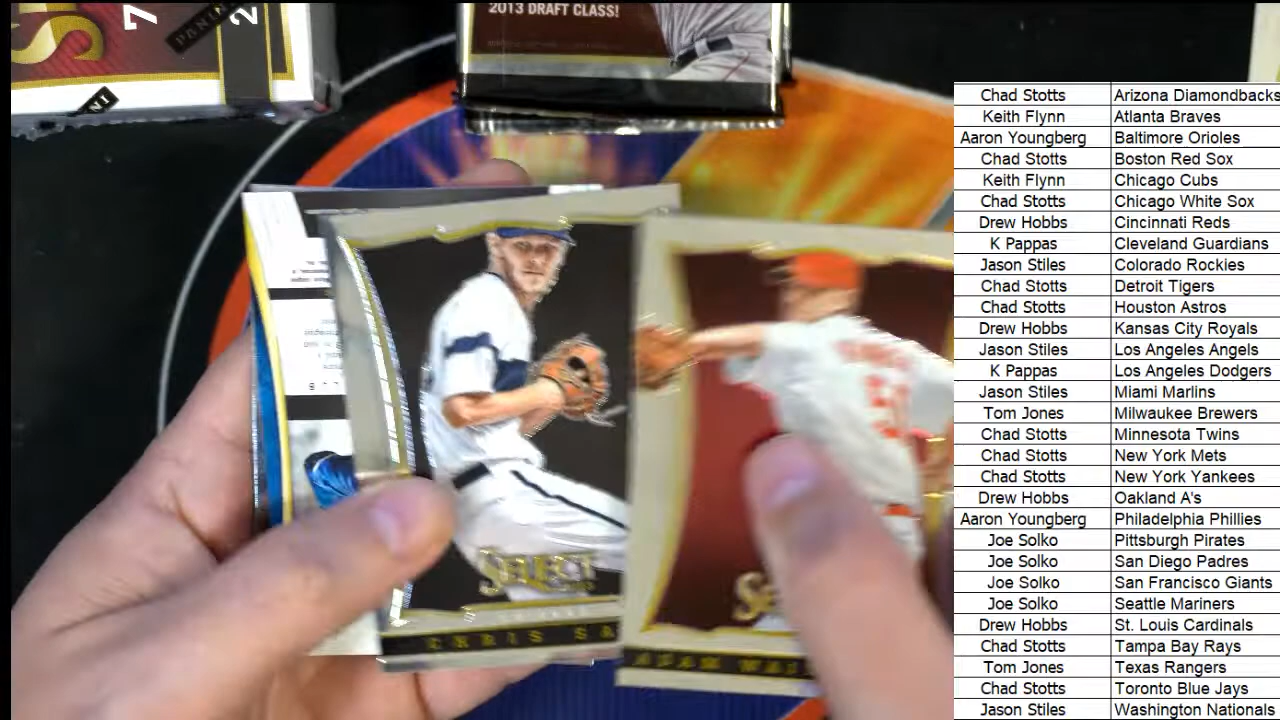 2013 DRAFT CLASS!
PANINI
SELECT
CHRIS SA
ADAM WAI
Chad Stotts Arizona Diamondbacks
Keith Flynn Atlanta Braves
Aaron Youngberg Baltimore Orioles
Chad Stotts Boston Red Sox
Keith Flynn Chicago Cubs
Chad Stotts Chicago White Sox
Drew Hobbs Cincinnati Reds
K Pappas Cleveland Guardians
Jason Stiles Colorado Rockies
Chad Stotts Detroit Tigers
Chad Stotts Houston Astros
Drew Hobbs Kansas City Royals
Jason Stiles Los Angeles Angels
K Pappas Los Angeles Dodgers
Jason Stiles Miami Marlins
Tom Jones Milwaukee Brewers
Chad Stotts Minnesota Twins
Chad Stotts New York Mets
Chad Stotts New York Yankees
Drew Hobbs Oakland A's
Aaron Youngberg Philadelphia Phillies
Joe Solko Pittsburgh Pirates
Joe Solko San Diego Padres
Joe Solko San Francisco Giants
Joe Solko Seattle Mariners
Drew Hobbs St. Louis Cardinals
Chad Stotts Tampa Bay Rays
Tom Jones Texas Rangers
Chad Stotts Toronto Blue Jays
Jason Stiles Washington Nationals